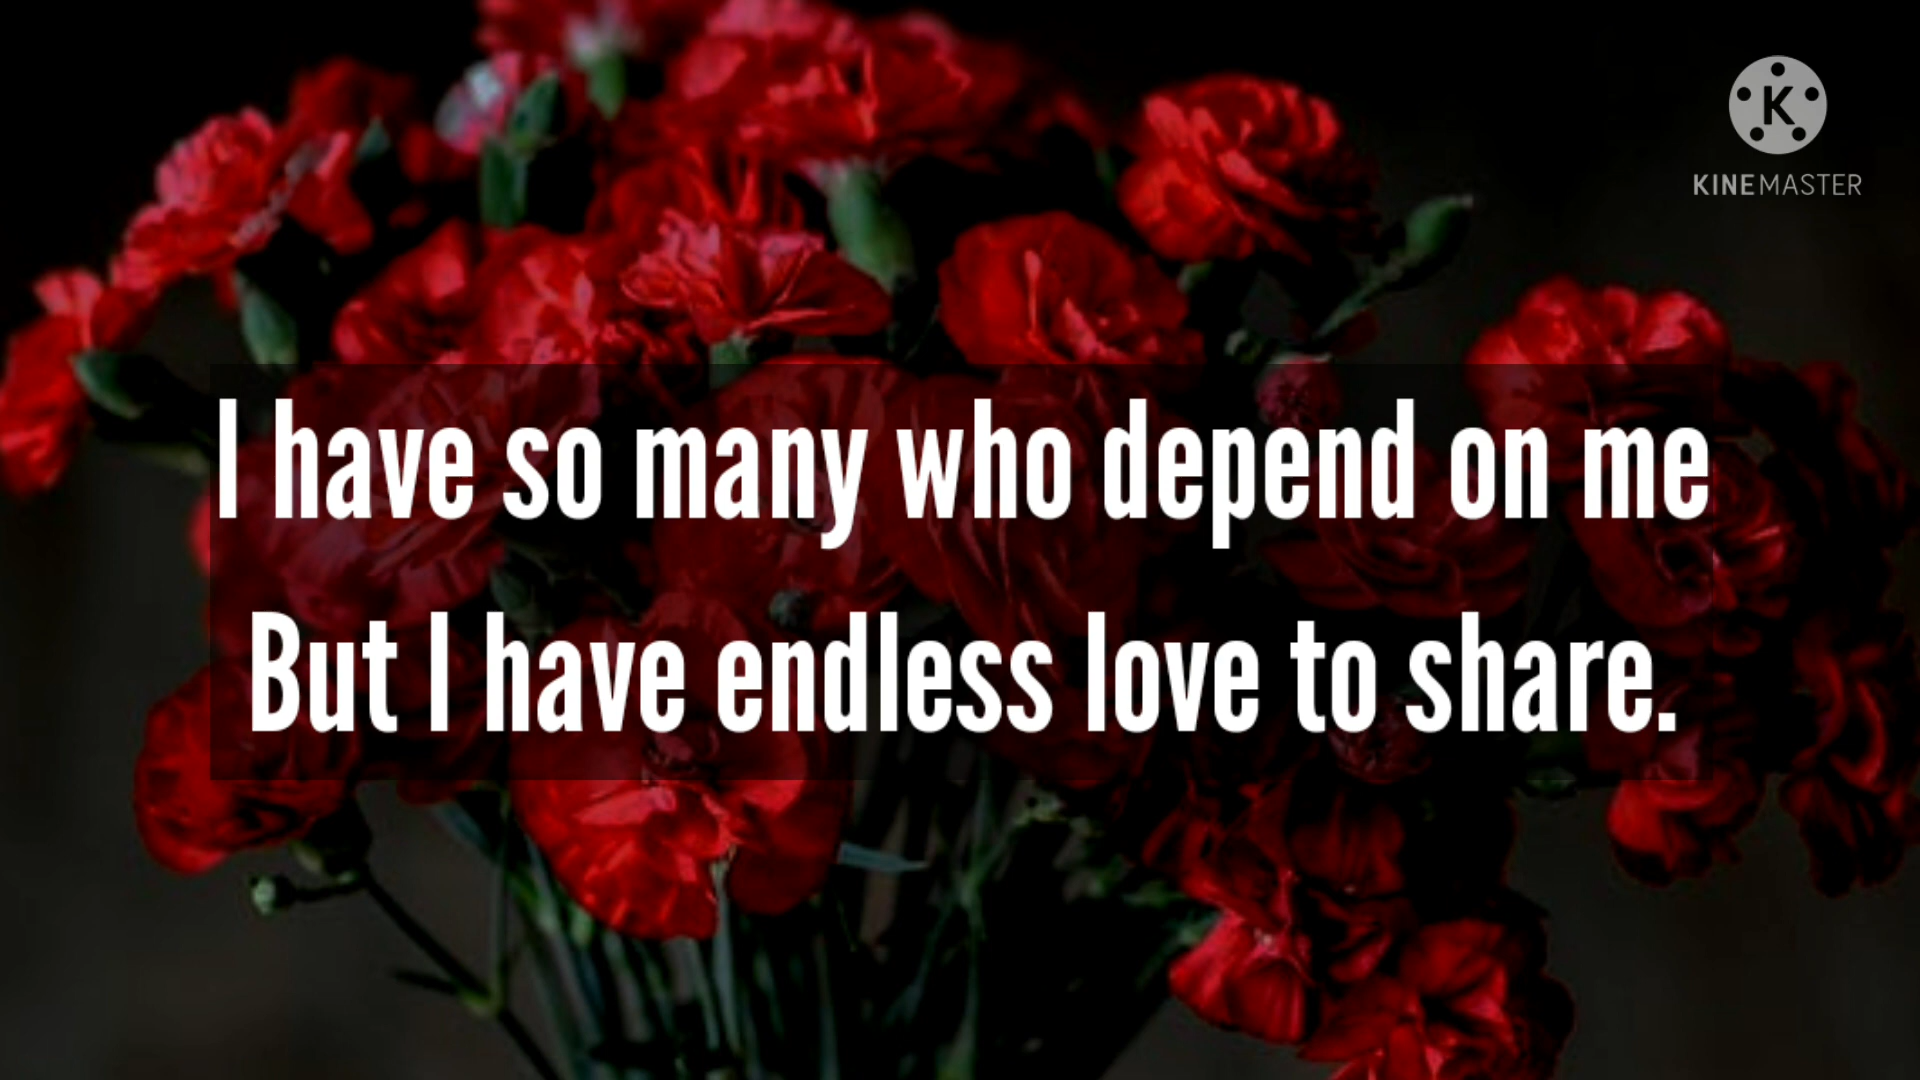 K
KINEMASTER
I have so many who depend on me
But I have endless love to share.